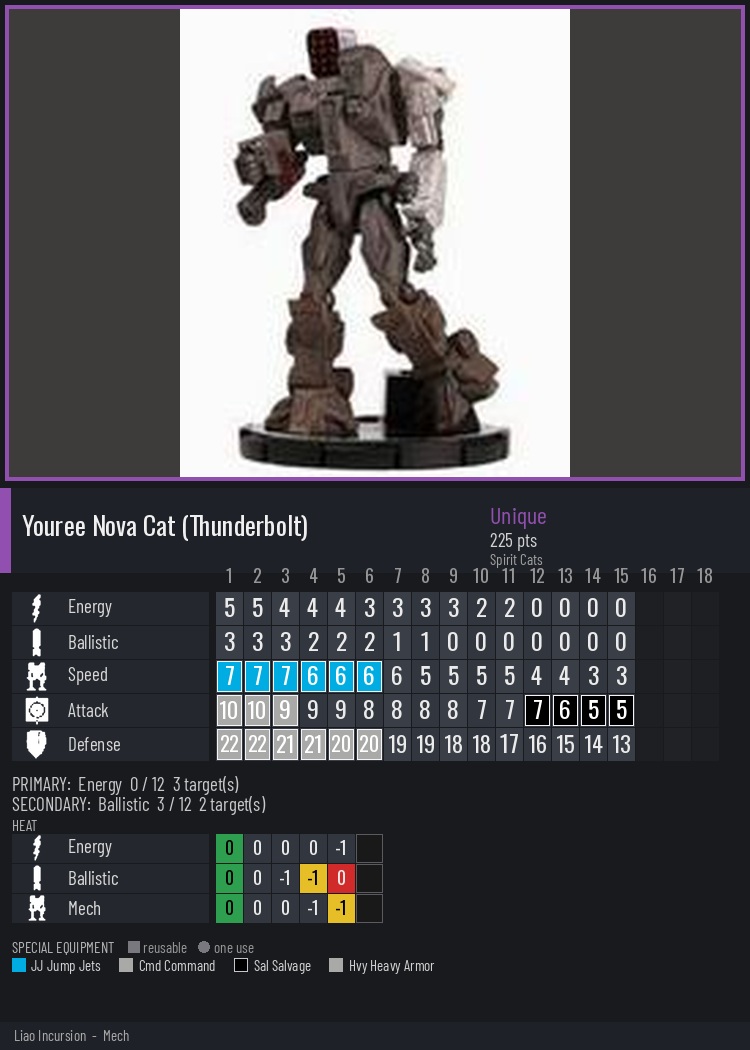 Youree Nova Cat (Thunderbolt)
Unique
225 pts
Spirit Cats
1 2 3 4 5 6 7 8 9 10 11 12 13 14 15 16 17 18
Energy 5 5 4 4 4 3 3 3 3 2 2 0 0 0 0
Ballistic 3 3 3 2 2 2 1 1 0 0 0 0 0 0 0
Speed 7 7 7 6 6 6 6 5 5 5 5 4 4 3 3
Attack 10 10 9 9 9 8 8 8 8 7 7 7 6 5 5
Defense 22 22 21 21 20 20 19 19 18 18 17 16 15 14 13
PRIMARY: Energy 0 / 12 3 target(s)
SECONDARY: Ballistic 3 / 12 2 target(s)
HEAT
Energy 0 0 0 0 -1
Ballistic 0 0 -1 -1 0
Mech 0 0 0 -1 -1
SPECIAL EQUIPMENT reusable one use
JJ Jump Jets Cmd Command Sal Salvage Hvy Heavy Armor
Liao Incursion - Mech